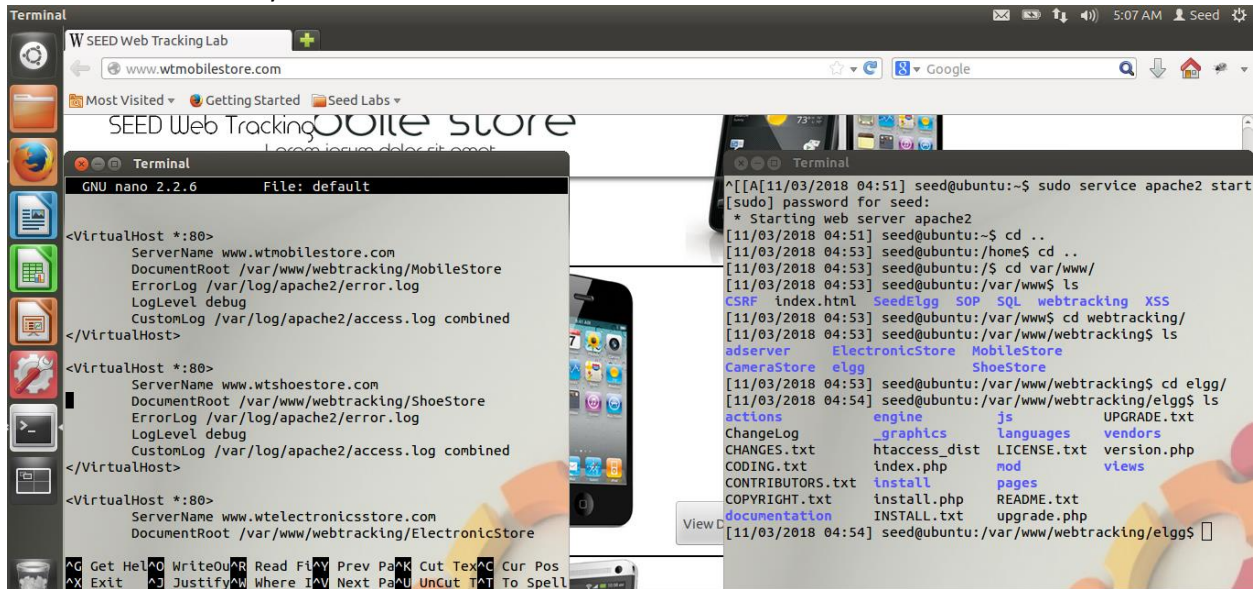 Terminal
5:07 AM Seed
SEED Web Tracking Lab
www.wtmobilestore.com
Google
Most Visited Getting Started Seed Labs
SEED Web Tracking
Terminal
GNU nano 2.2.6 File: default
<VirtualHost *:80>
ServerName www.wtmobilestore.com
DocumentRoot /var/www/webtracking/MobileStore
ErrorLog /var/log/apache2/error.log
LogLevel debug
CustomLog /var/log/apache2/access.log combined
</VirtualHost>
<VirtualHost *:80>
ServerName www.wtshoestore.com
DocumentRoot /var/www/webtracking/ShoeStore
ErrorLog /var/log/apache2/error.log
LogLevel debug
CustomLog /var/log/apache2/access.log combined
</VirtualHost>
<VirtualHost *:80>
ServerName www.wtelectronicsstore.com
DocumentRoot /var/www/webtracking/ElectronicStore
^G Get Hel^O WriteOu^R Read Fi^Y Prev Pa^K Cut Tex^C Cur Pos
^X Exit ^J Justify^W Where I^V Next Pa^U UnCut T^T To Spell
View D
Terminal
^[[A[11/03/2018 04:51] seed@ubuntu:~$ sudo service apache2 start
[sudo] password for seed:
* Starting web server apache2
[11/03/2018 04:51] seed@ubuntu:~$ cd ..
[11/03/2018 04:53] seed@ubuntu:/home$ cd ..
[11/03/2018 04:53] seed@ubuntu:/$ cd var/www/
[11/03/2018 04:53] seed@ubuntu:/var/www$ ls
CSRF index.html SeedElgg SOP SQL webtracking XSS
[11/03/2018 04:53] seed@ubuntu:/var/www$ cd webtracking/
[11/03/2018 04:53] seed@ubuntu:/var/www/webtracking$ ls
adserver ElectronicStore MobileStore
CameraStore elgg ShoeStore
[11/03/2018 04:53] seed@ubuntu:/var/www/webtracking$ cd elgg/
[11/03/2018 04:54] seed@ubuntu:/var/www/webtracking/elgg$ ls
actions engine js UPGRADE.txt
ChangeLog _graphics languages vendors
CHANGES.txt htaccess_dist LICENSE.txt version.php
CODING.txt index.php mod views
CONTRIBUTORS.txt install pages
COPYRIGHT.txt install.php README.txt
documentation INSTALL.txt upgrade.php
[11/03/2018 04:54] seed@ubuntu:/var/www/webtracking/elgg$